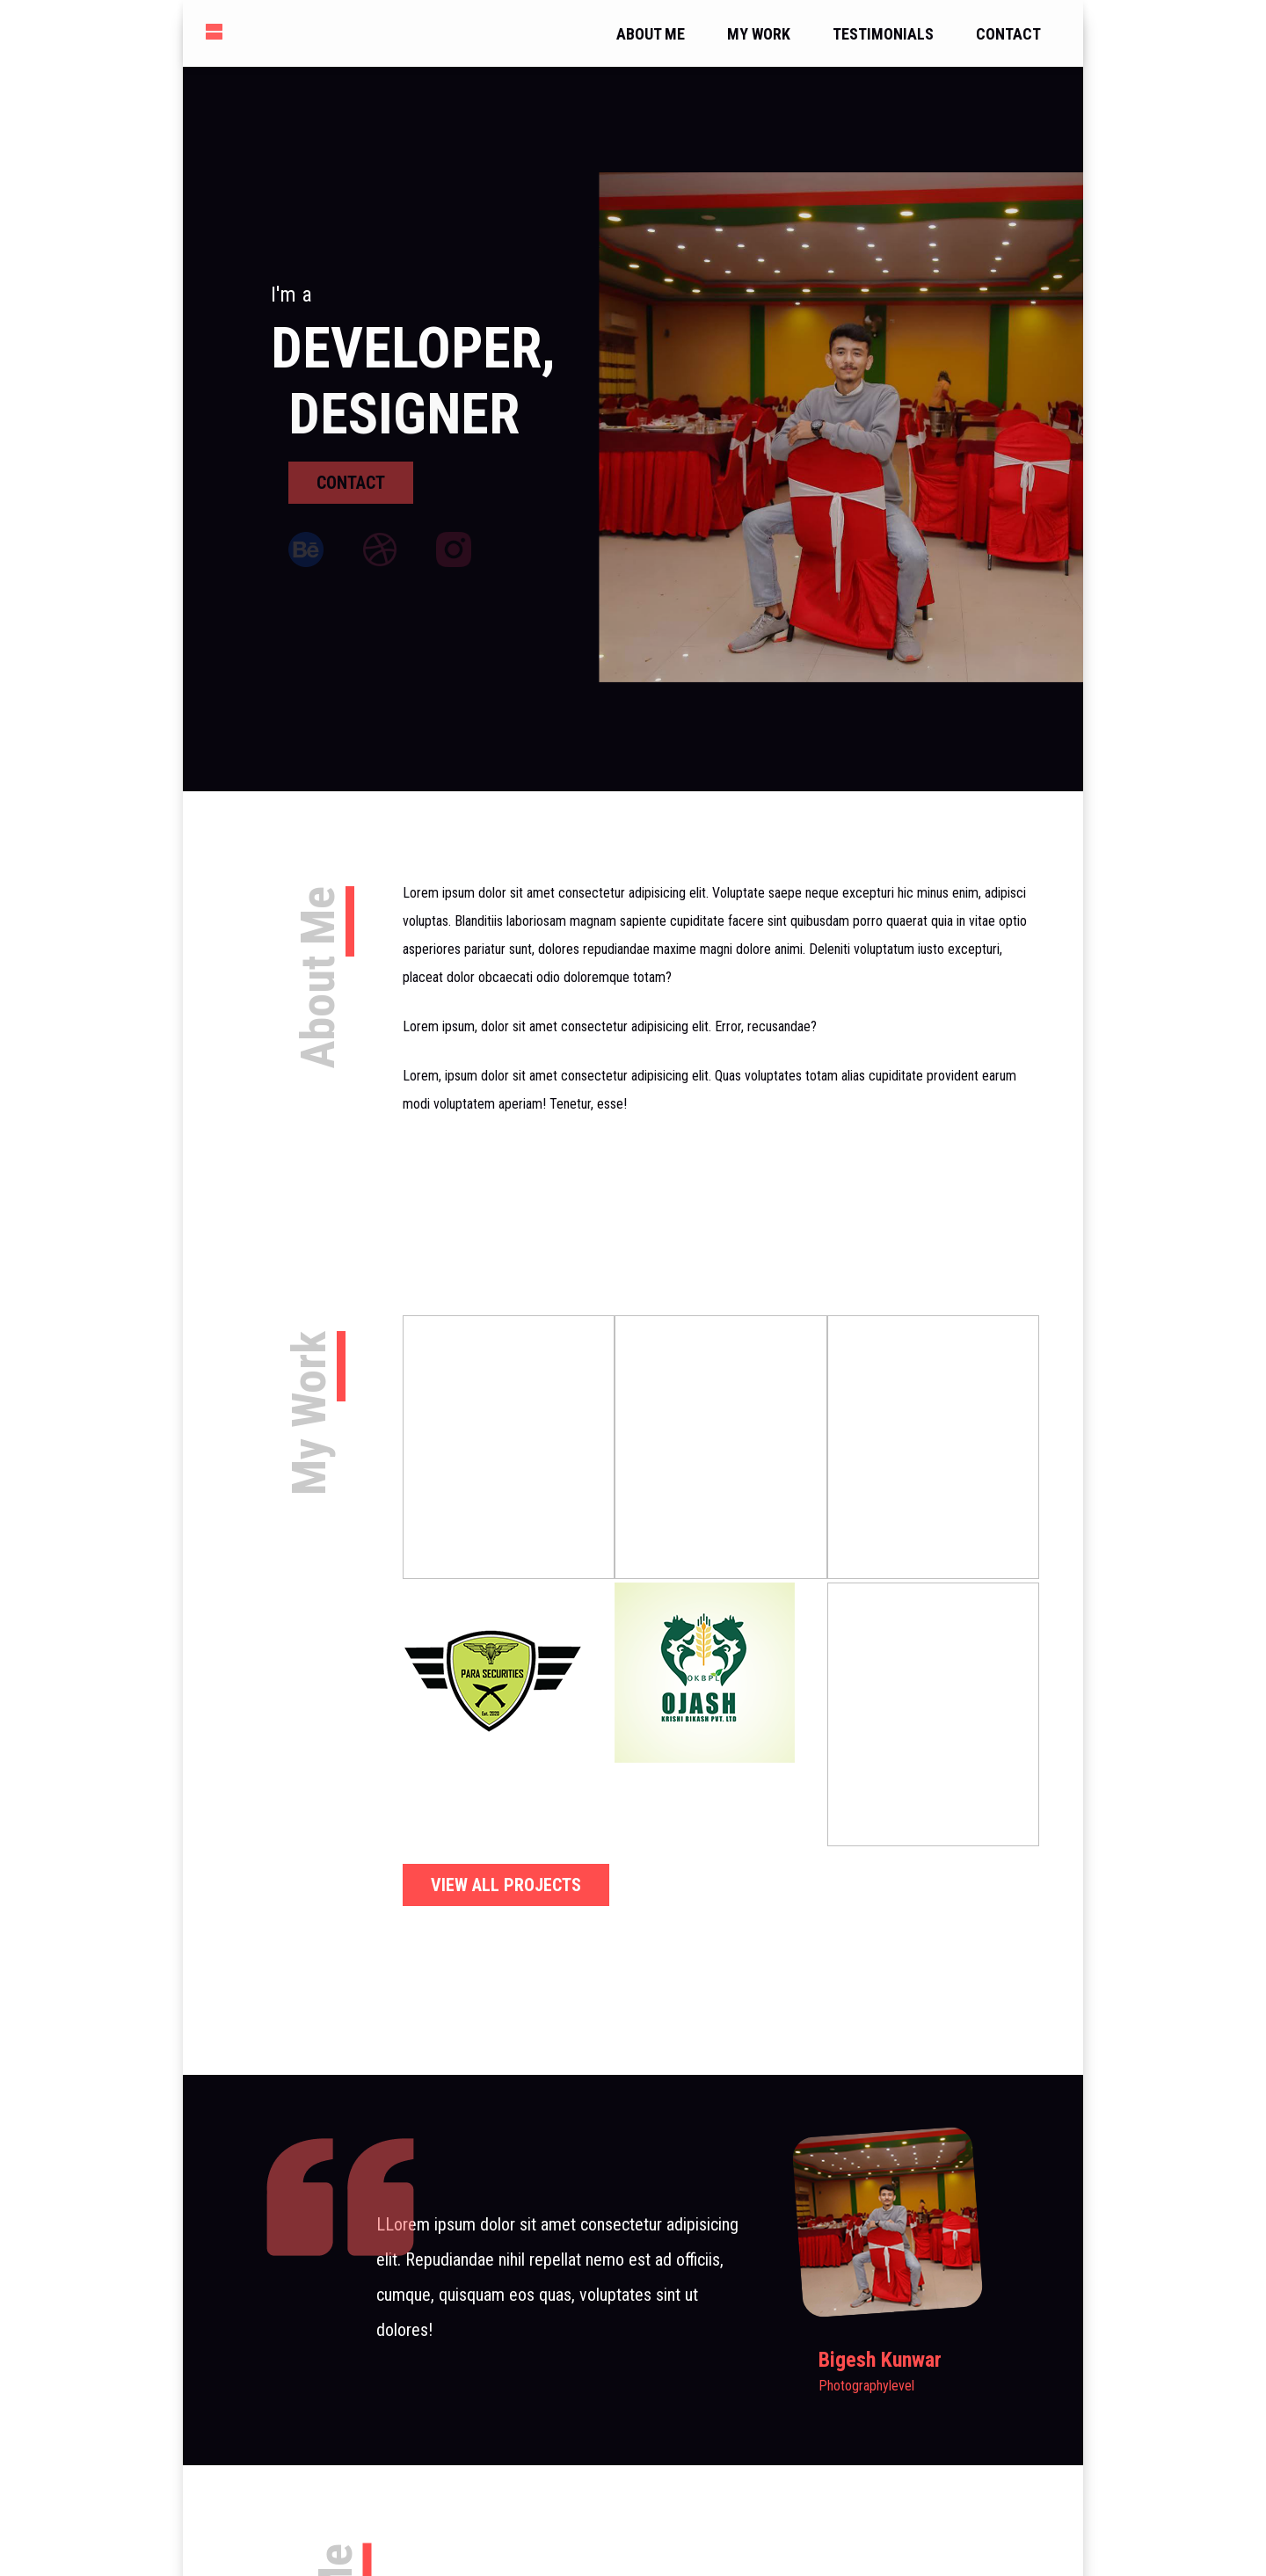 ABOUT ME
MY WORK
TESTIMONIALS
CONTACT
I'm a
DEVELOPER,
DESIGNER
CONTACT
Bē
About Me
Lorem ipsum dolor sit amet consectetur adipisicing elit. Voluptate saepe neque excepturi hic minus enim, adipisci
voluptas. Blanditiis laboriosam magnam sapiente cupiditate facere sint quibusdam porro quaerat quia in vitae optio
asperiores pariatur sunt, dolores repudiandae maxime magni dolore animi. Deleniti voluptatum iusto excepturi,
placeat dolor obcaecati odio doloremque totam?
Lorem ipsum, dolor sit amet consectetur adipisicing elit. Error, recusandae?
Lorem, ipsum dolor sit amet consectetur adipisicing elit. Quas voluptates totam alias cupiditate provident earum
modi voluptatem aperiam! Tenetur, esse!
My Work
PARA SECURITIES
Est. 2020
OKBPL
OJASH
KRISHI BIKASH PVT. LTD
VIEW ALL PROJECTS
LLorem ipsum dolor sit amet consectetur adipisicing
elit. Repudiandae nihil repellat nemo est ad officiis,
cumque, quisquam eos quas, voluptates sint ut
dolores!
Bigesh Kunwar
Photographylevel